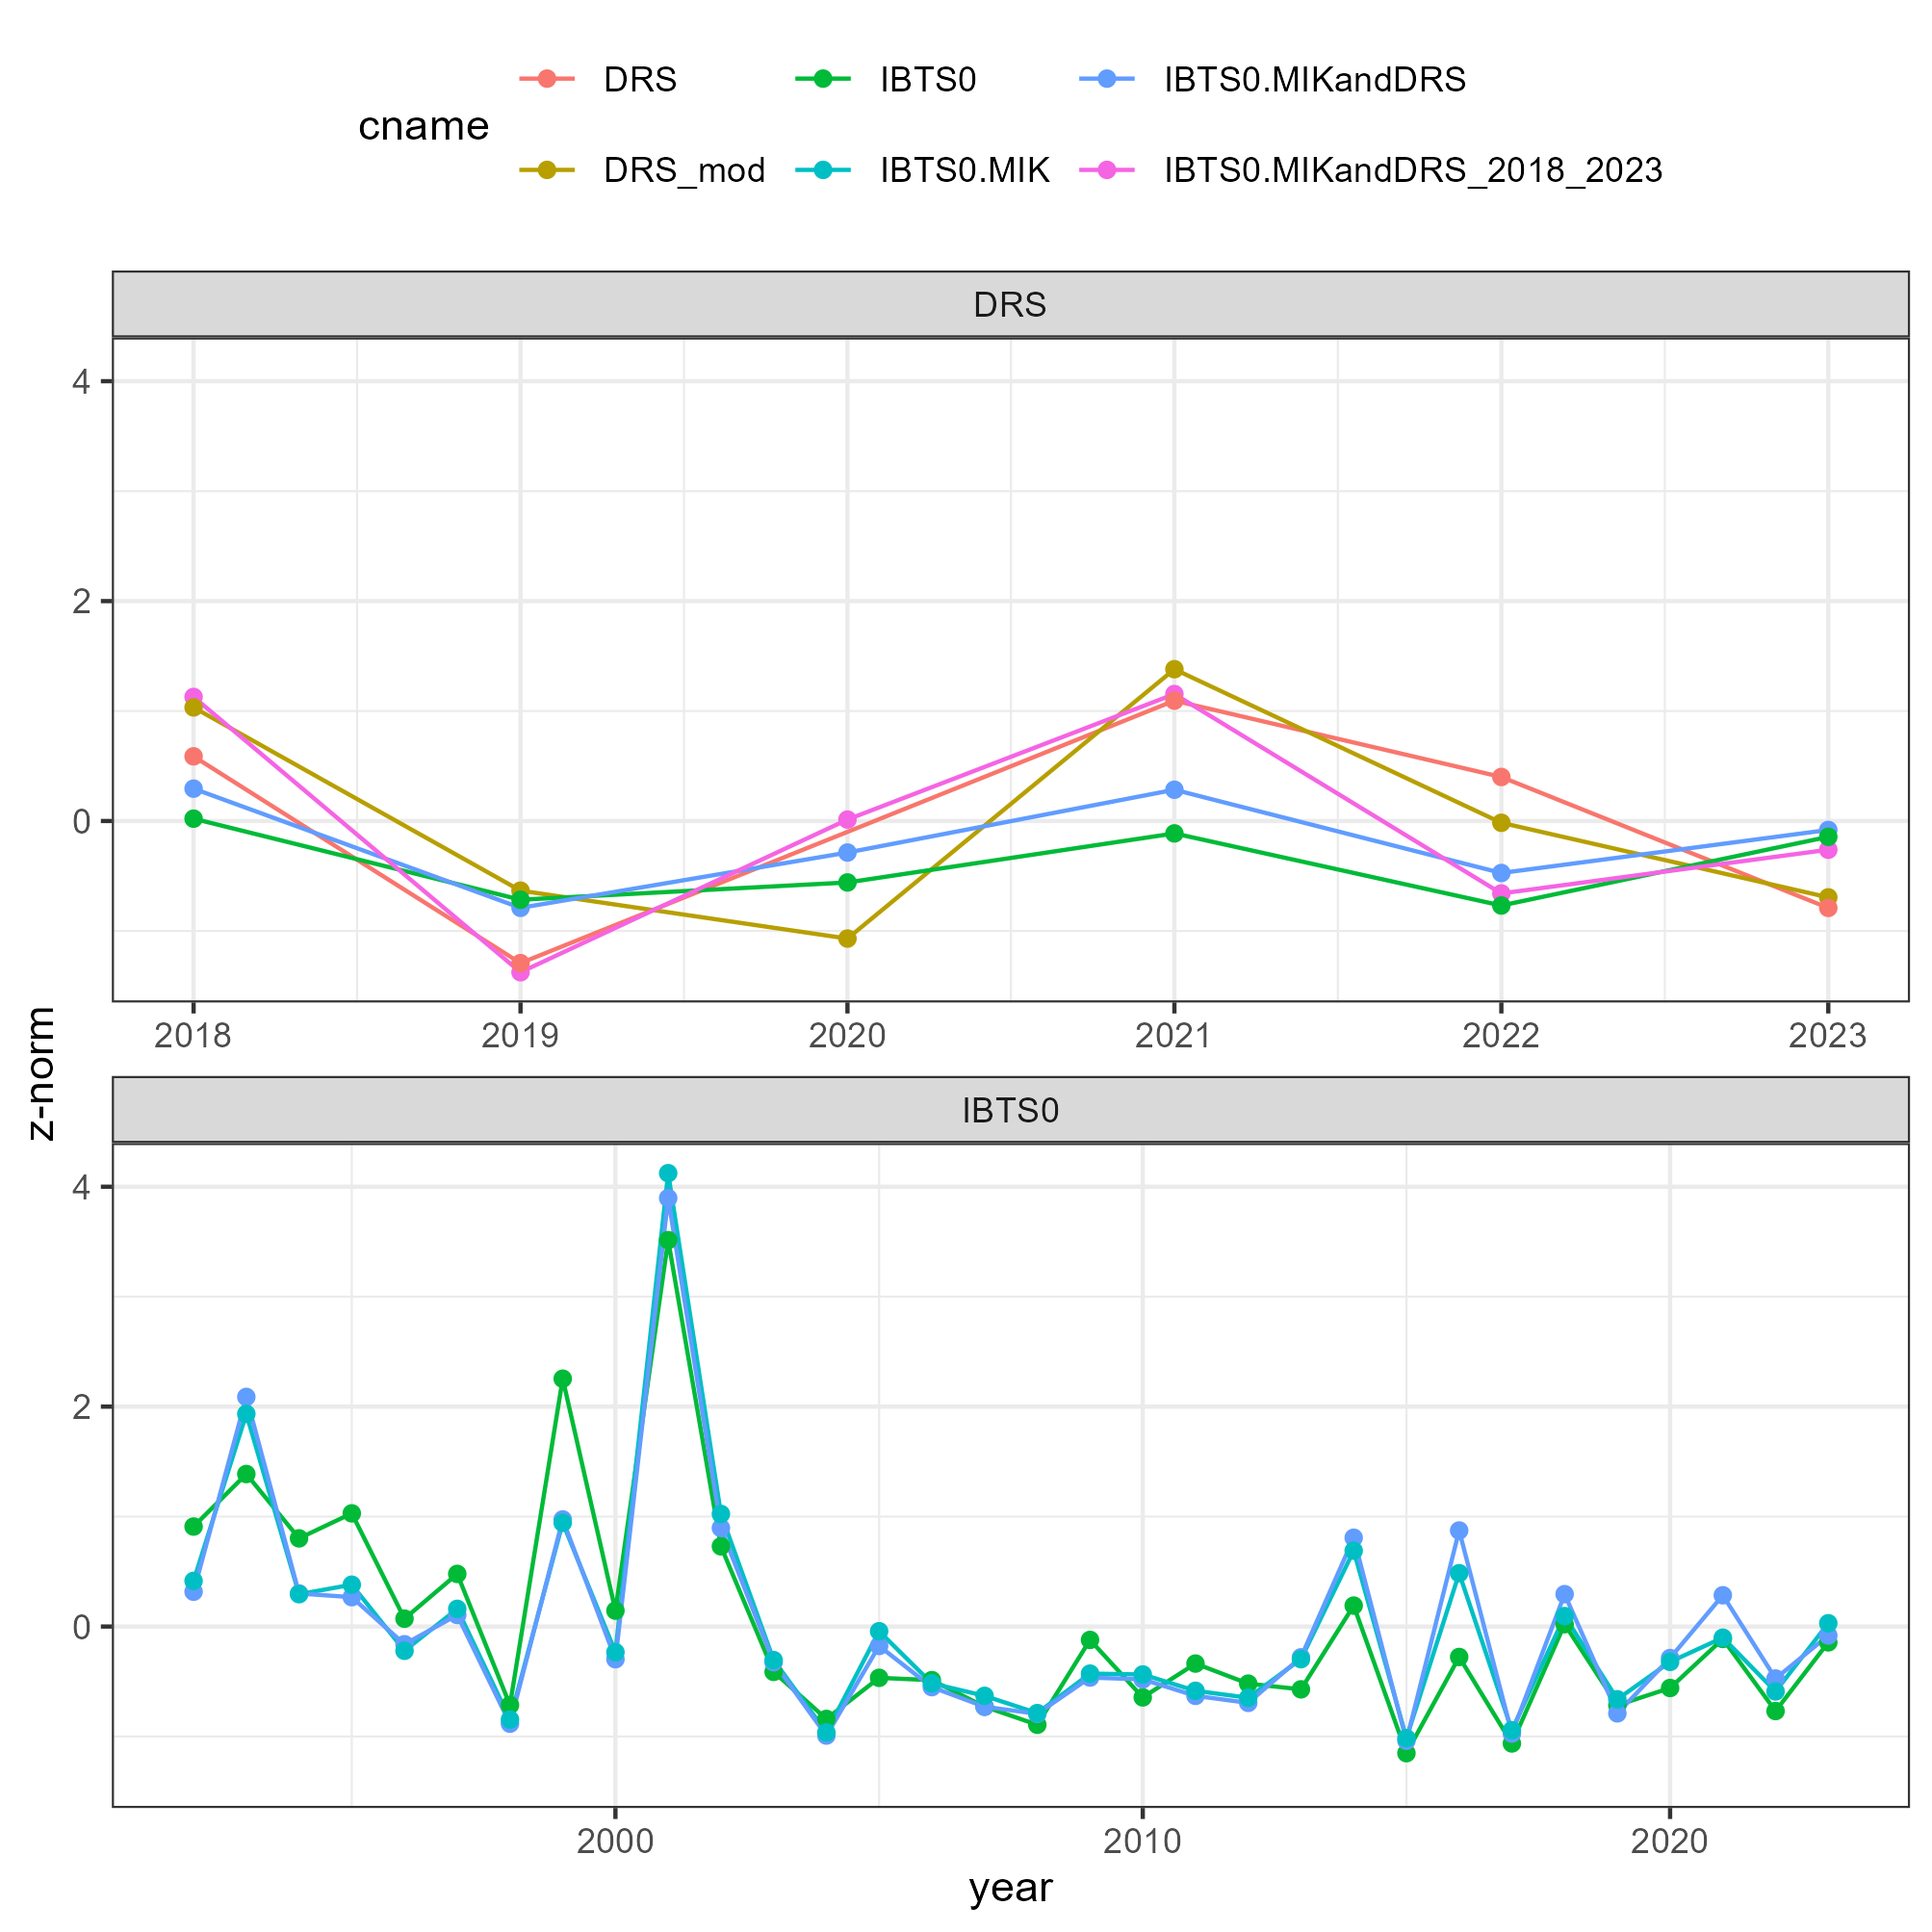 cname
DRS
IBTS0
IBTS0.MIKandDRS
DRS_mod
IBTS0.MIK
IBTS0.MIKandDRS_2018_2023
DRS
4
2
0
2018 2019 2020 2021 2022 2023
z-norm
IBTS0
4
2
0
2000 2010 2020
year